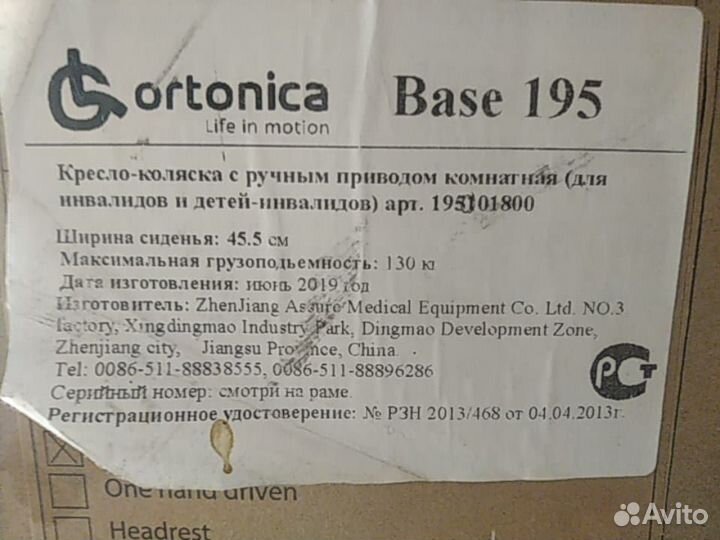 ortonica
Life in motion
Base 195
Кресло-коляска с ручным приводом комнатная (для
инвалидов и детей-инвалидов) арт. 195101800
Ширина сиденья: 45.5 см
Максимальная грузоподьемность: 130 кг
Дата изготовления: июнь 2019 год
Изготовитель: ZhenJiang Assure Medical Equipment Co. Ltd. NO.3
factory, Xingdingmao Industry Park, Dingmao Development Zone,
Zhenjiang city, Jiangsu Province, China.
Tel: 0086-511-88838555, 0086-511-88896286
Серийный номер: смотри на раме.
Регистрационное удостоверение: № РЗН 2013/468 от 04.04.2013г.
РСТ
One hand driven
Headrest
Avito